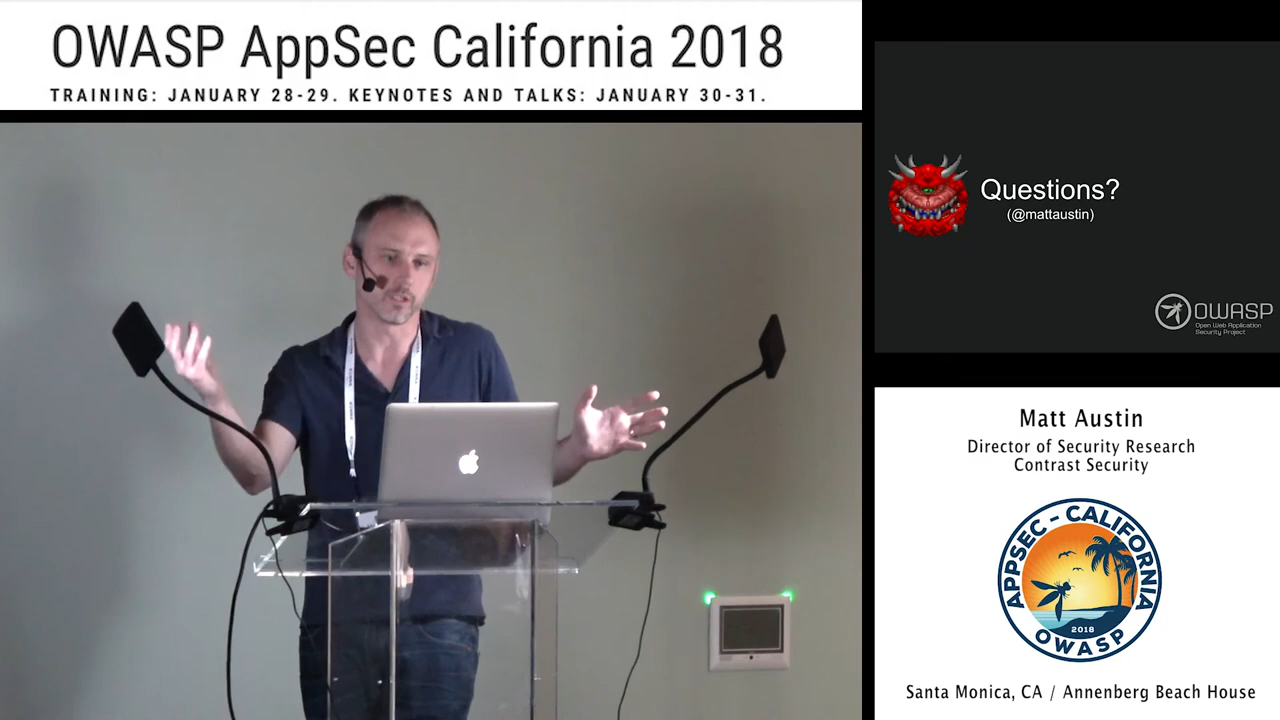 OWASP AppSec California 2018
TRAINING: JANUARY 28-29. KEYNOTES AND TALKS: JANUARY 30-31.
Questions?
(@mattaustin)
OWASP
Open Web Application
Security Project
Matt Austin
Director of Security Research
Contrast Security
APPSEC - CALIFORNIA
2018
OWASP
Santa Monica, CA / Annenberg Beach House